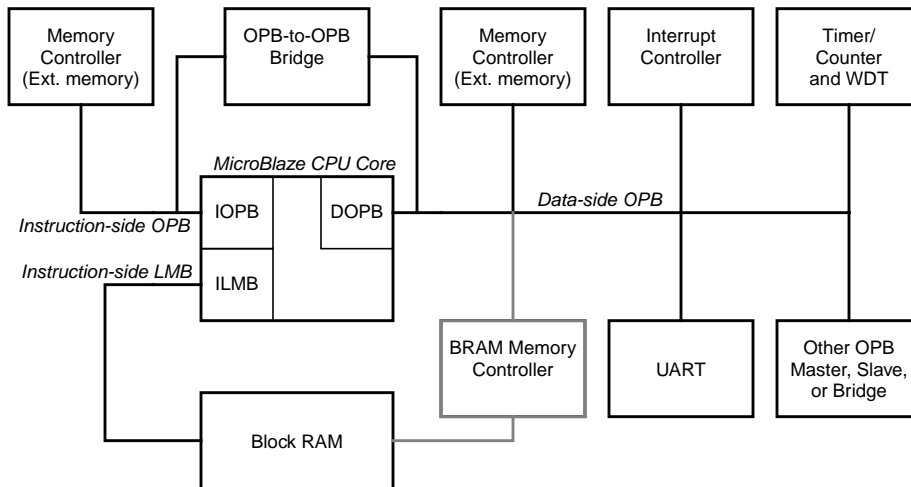 Memory
Controller
(Ext. memory)
OPB-to-OPB
Bridge
Memory
Controller
(Ext. memory)
Interrupt
Controller
Timer/
Counter
and WDT
MicroBlaze CPU Core
IOPB
DOPB
Data-side OPB
Instruction-side OPB
Instruction-side LMB
ILMB
BRAM Memory
Controller
UART
Other OPB
Master, Slave,
or Bridge
Block RAM